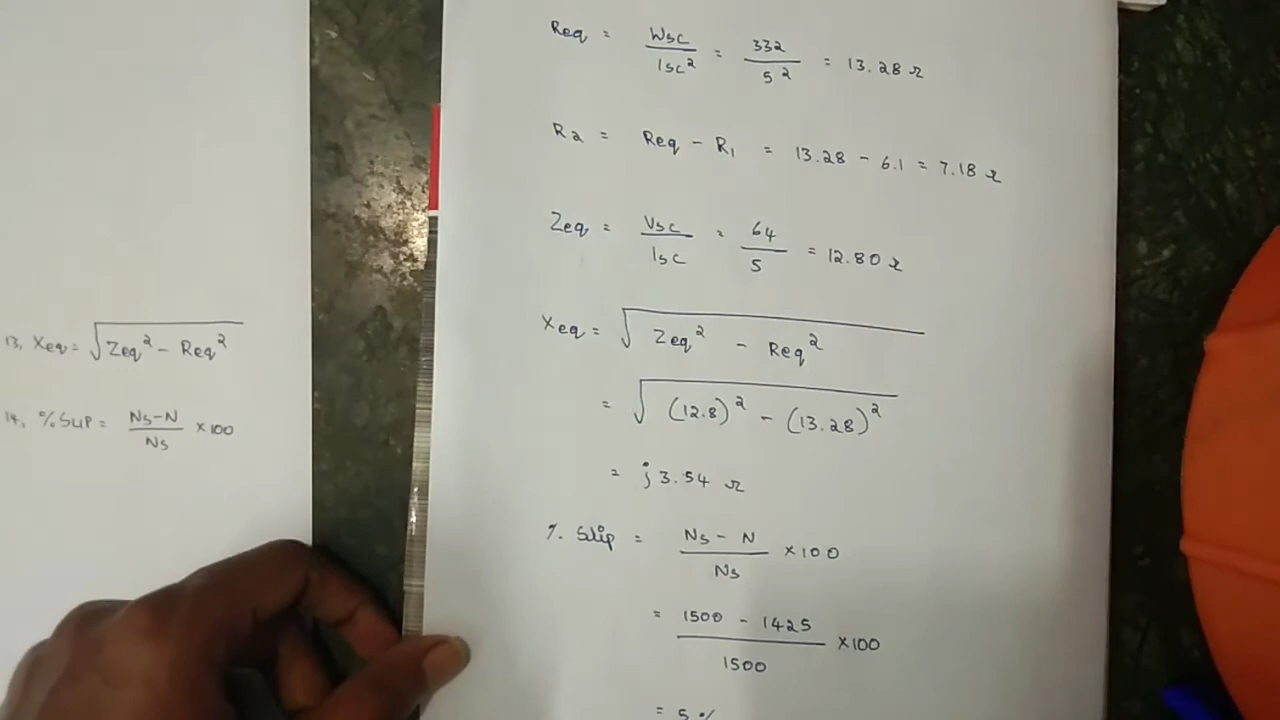 13, Xeq = √Zeq² − Req²
14, % SLIP = Ns-N / Ns ×100
Req = Wsc / Isc² = 332 / 5² = 13.28 Ω
R2 = Req − R1 = 13.28 − 6.1 = 7.18 Ω
Zeq = Vsc / Isc = 64 / 5 = 12.80 Ω
Xeq = √Zeq² − Req²
= √(12.8)² − (13.28)²
= j 3.54 Ω
%. Slip = Ns − N / Ns ×100
= 1500 − 1425 / 1500 ×100
= 5 %